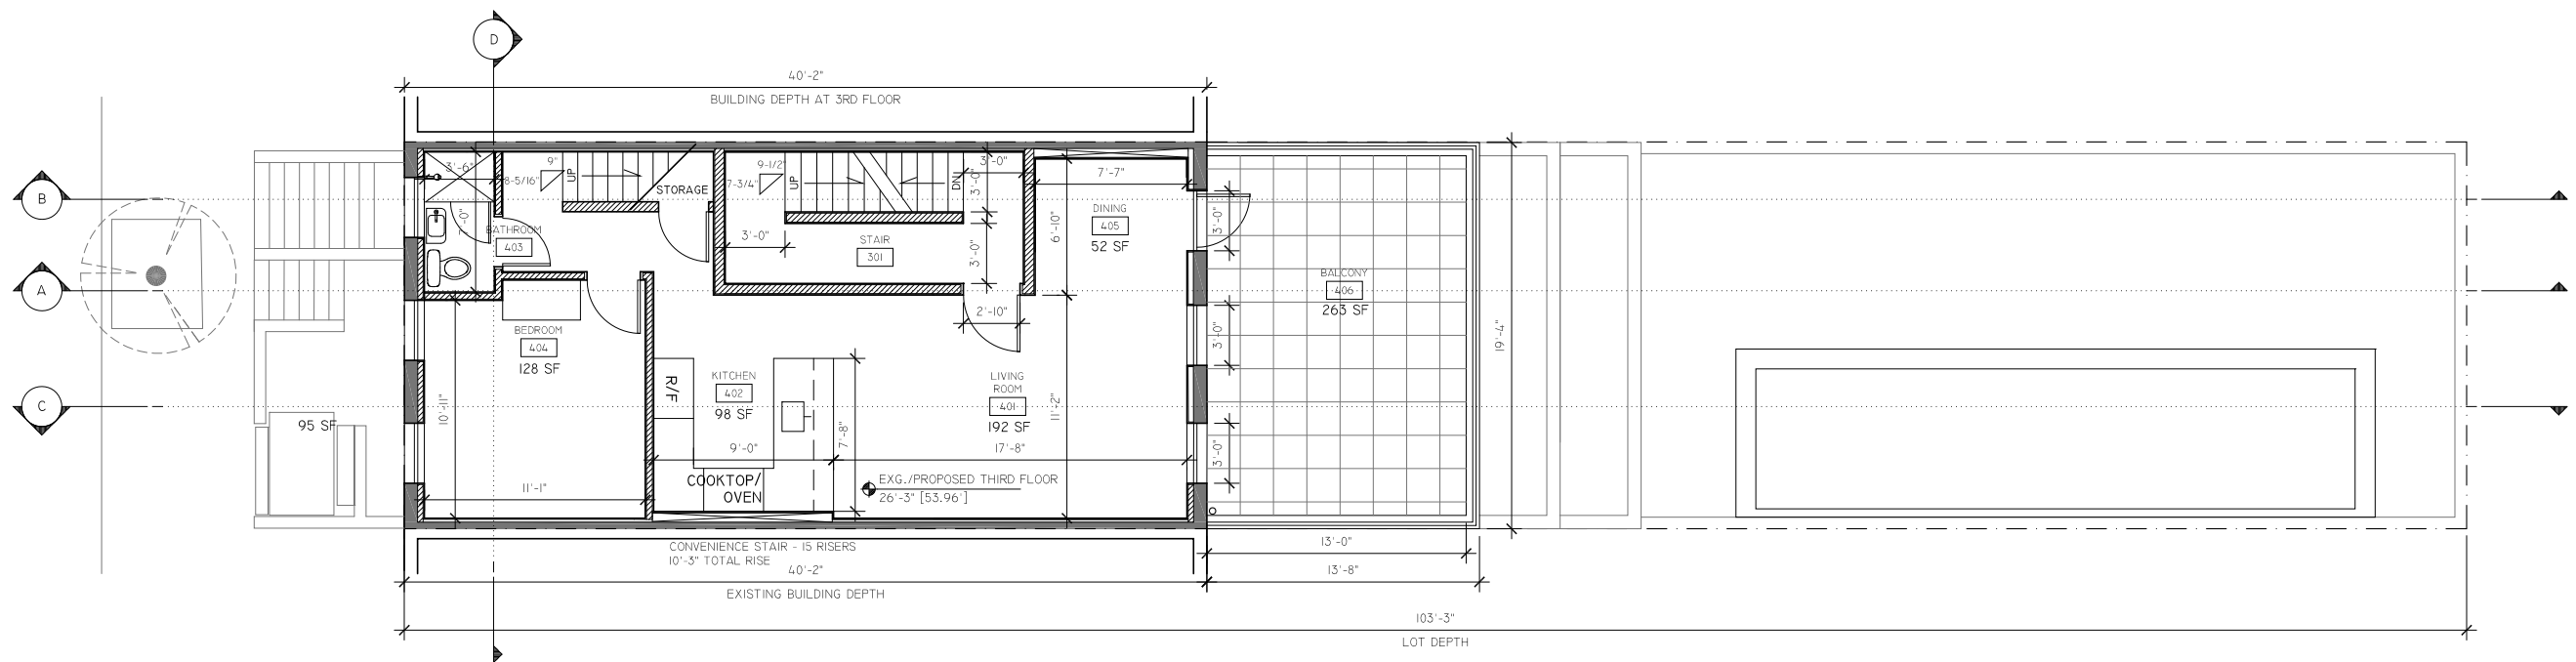 D
40'-2"
BUILDING DEPTH AT 3RD FLOOR
B
A
C
3'-6"
8-5/16"
9"
UP
STORAGE
7-3/4"
9-1/2"
UP
DN
3'-0"
3'-0"
3'-0"
3'-0"
7'-7"
6'-10"
DINING
405
52 SF
3'-0"
BATHROOM
403
STAIR
301
BALCONY
406
263 SF
2'-10"
3'-0"
19'-4"
BEDROOM
404
128 SF
R/F
KITCHEN
402
98 SF
LIVING
ROOM
401
192 SF
10'-11"
11'-2"
95 SF
9'-0"
7'-8"
17'-8"
3'-0"
11'-1"
COOKTOP/
OVEN
EXG./PROPOSED THIRD FLOOR
26'-3" [53.96']
CONVENIENCE STAIR - 15 RISERS
10'-3" TOTAL RISE
13'-0"
40'-2"
13'-8"
EXISTING BUILDING DEPTH
103'-3"
LOT DEPTH